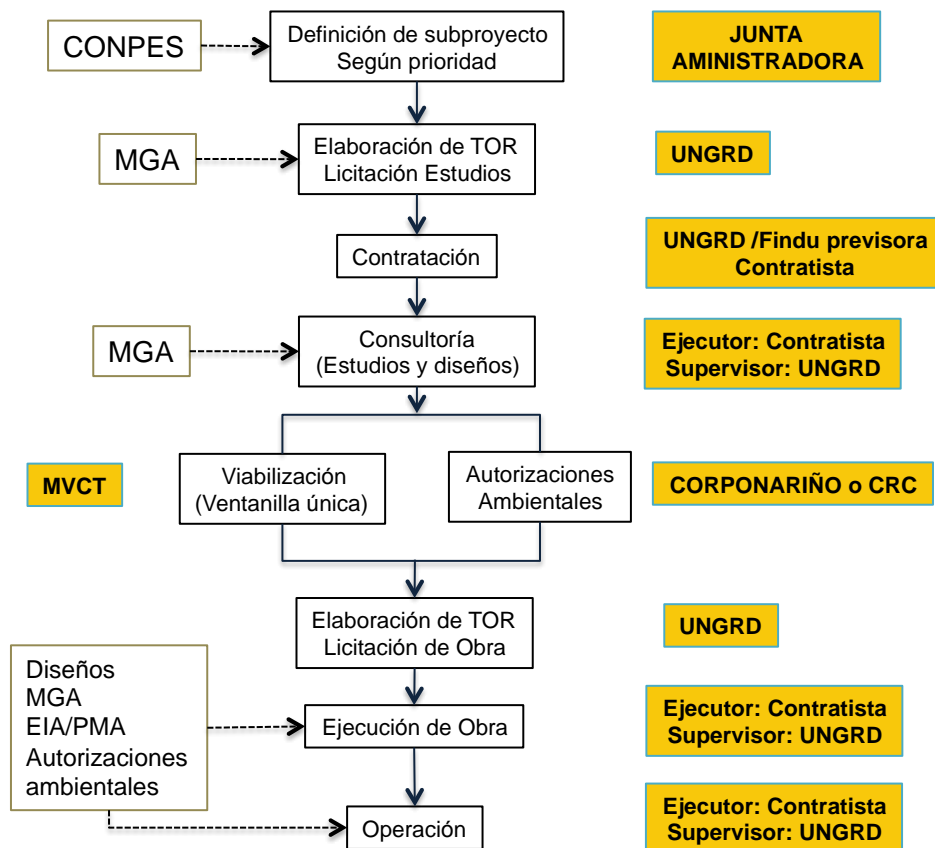 CONPES
Definición de subproyecto
Según prioridad
JUNTA
AMINISTRADORA
MGA
Elaboración de TOR
Licitación Estudios
UNGRD
Contratación
UNGRD /Findu previsora
Contratista
MGA
Consultoría
(Estudios y diseños)
Ejecutor: Contratista
Supervisor: UNGRD
MVCT
Viabilización
(Ventanilla única)
Autorizaciones
Ambientales
CORPONARIÑO o CRC
Elaboración de TOR
Licitación de Obra
UNGRD
Diseños
MGA
EIA/PMA
Autorizaciones
ambientales
Ejecución de Obra
Ejecutor: Contratista
Supervisor: UNGRD
Operación
Ejecutor: Contratista
Supervisor: UNGRD